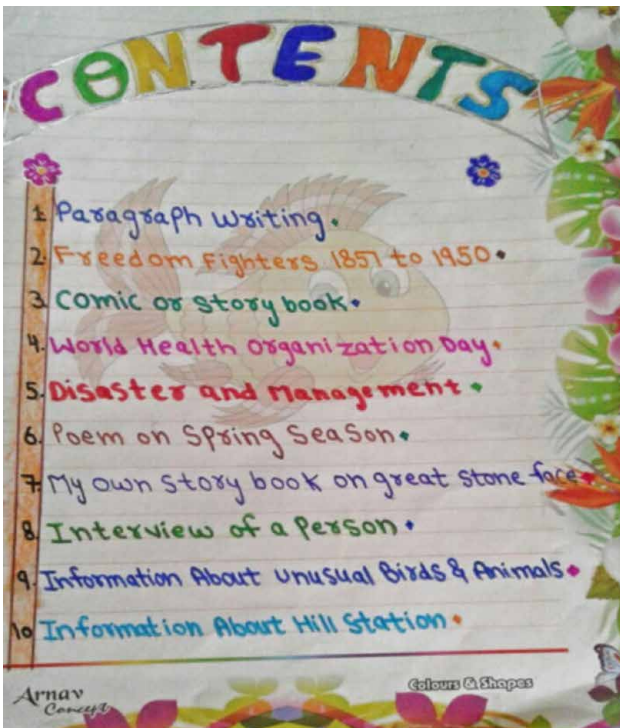 CONTENTS
1. Paragraph writing.
2. Freedom Fighters 1857 to 1950.
3. Comic or story book.
4. World Health Organization Day.
5. Disaster and Management.
6. Poem on Spring Season.
7. My own story book on great stone face.
8. Interview of a Person.
9. Information About unusual Birds & Animals.
10 Information About Hill Station.
Colours & Shapes
Arnav
Concept